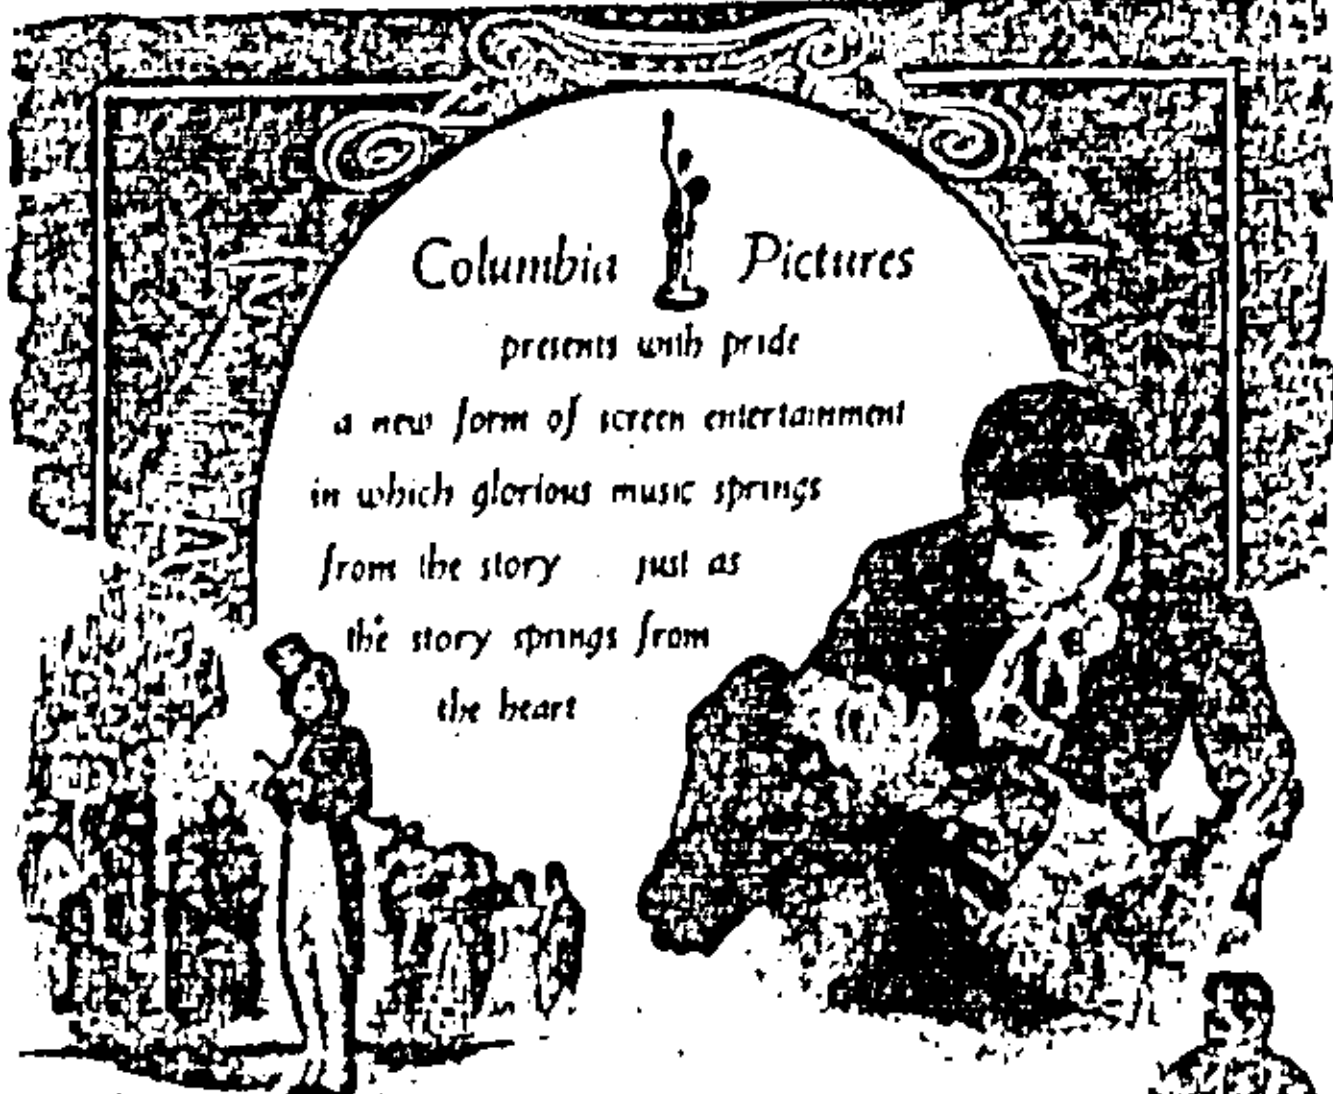 Columbia Pictures
presents with pride
a new form of screen entertainment
in which glorious music springs
from the story just as
the story springs from
the heart